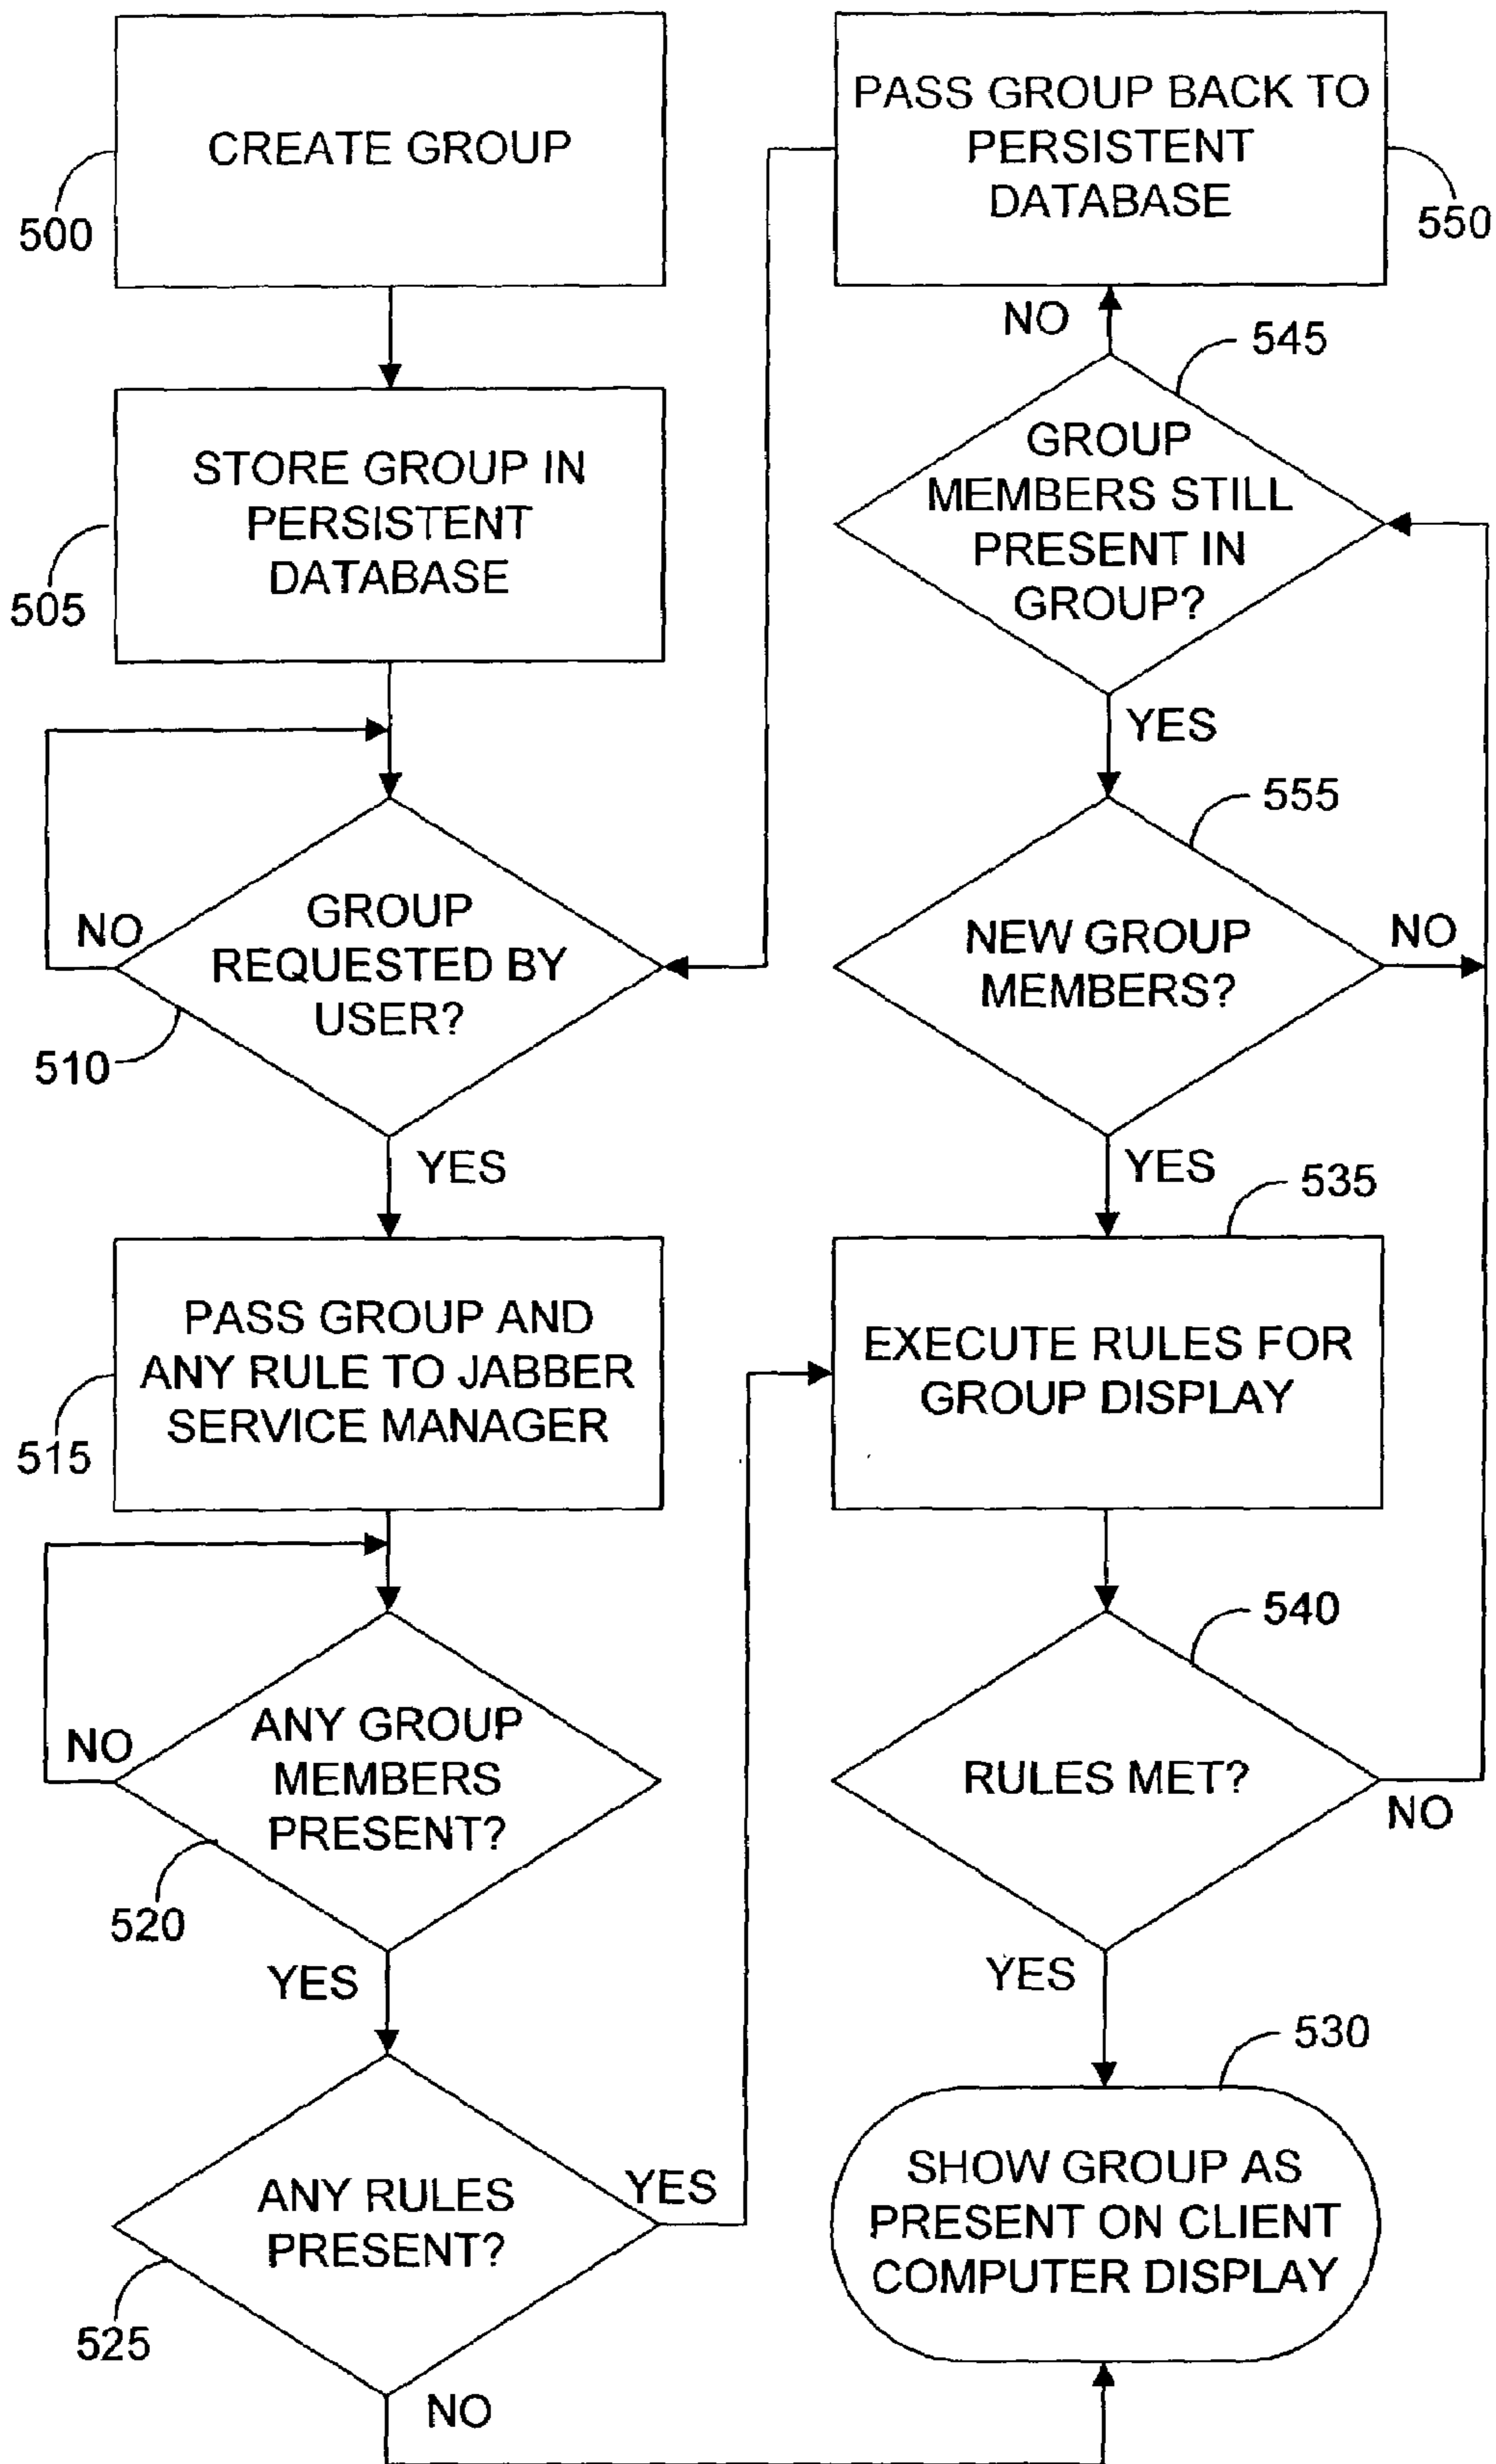 CREATE GROUP
500
STORE GROUP IN
PERSISTENT
DATABASE
505
NO
GROUP
REQUESTED BY
USER?
510
YES
PASS GROUP AND
ANY RULE TO JABBER
SERVICE MANAGER
515
NO
ANY GROUP
MEMBERS
PRESENT?
520
YES
ANY RULES
PRESENT?
YES
525
NO
PASS GROUP BACK TO
PERSISTENT
DATABASE
550
NO
545
GROUP
MEMBERS STILL
PRESENT IN
GROUP?
YES
555
NEW GROUP
MEMBERS?
NO
YES
535
EXECUTE RULES FOR
GROUP DISPLAY
540
RULES MET?
NO
YES
530
SHOW GROUP AS
PRESENT ON CLIENT
COMPUTER DISPLAY